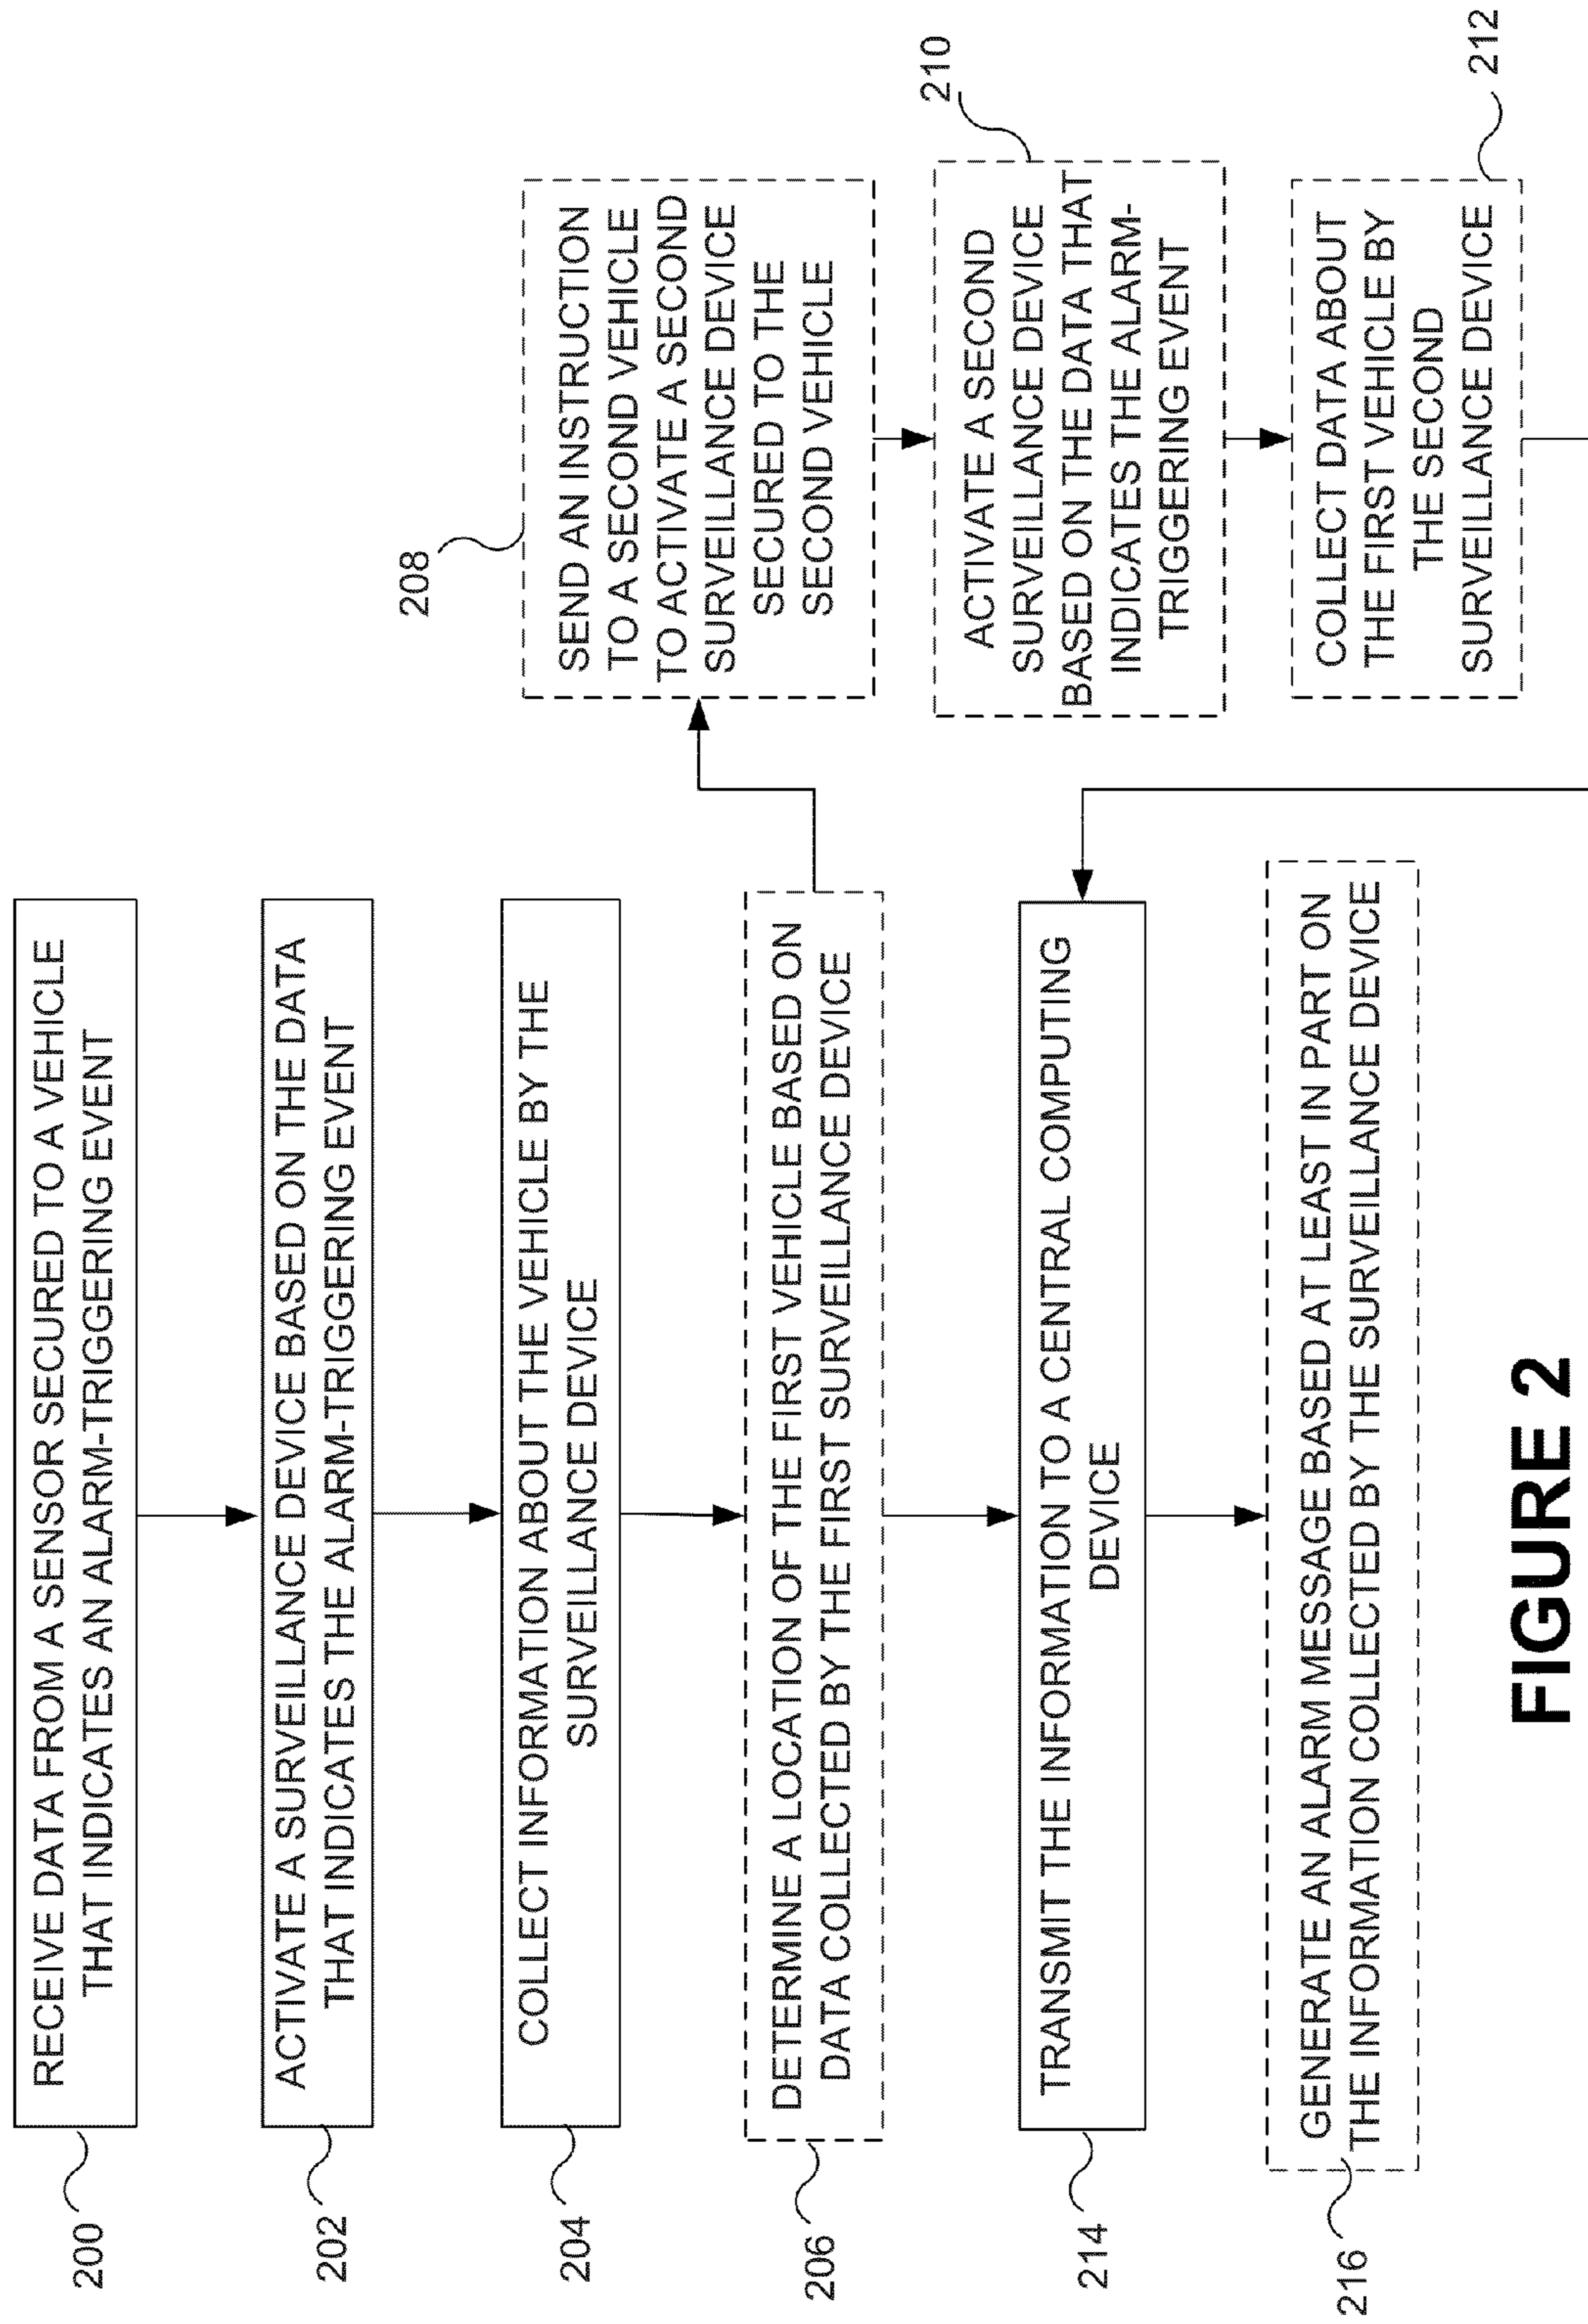 200
RECEIVE DATA FROM A SENSOR SECURED TO A VEHICLE
THAT INDICATES AN ALARM-TRIGGERING EVENT
202
ACTIVATE A SURVEILLANCE DEVICE BASED ON THE DATA
THAT INDICATES THE ALARM-TRIGGERING EVENT
204
COLLECT INFORMATION ABOUT THE VEHICLE BY THE
SURVEILLANCE DEVICE
206
DETERMINE A LOCATION OF THE FIRST VEHICLE BASED ON
DATA COLLECTED BY THE FIRST SURVEILLANCE DEVICE
208
SEND AN INSTRUCTION
TO A SECOND VEHICLE
TO ACTIVATE A SECOND
SURVEILLANCE DEVICE
SECURED TO THE
SECOND VEHICLE
210
ACTIVATE A SECOND
SURVEILLANCE DEVICE
BASED ON THE DATA THAT
INDICATES THE ALARM-
TRIGGERING EVENT
212
COLLECT DATA ABOUT
THE FIRST VEHICLE BY
THE SECOND
SURVEILLANCE DEVICE
214
TRANSMIT THE INFORMATION TO A CENTRAL COMPUTING
DEVICE
216
GENERATE AN ALARM MESSAGE BASED AT LEAST IN PART ON
THE INFORMATION COLLECTED BY THE SURVEILLANCE DEVICE
FIGURE 2